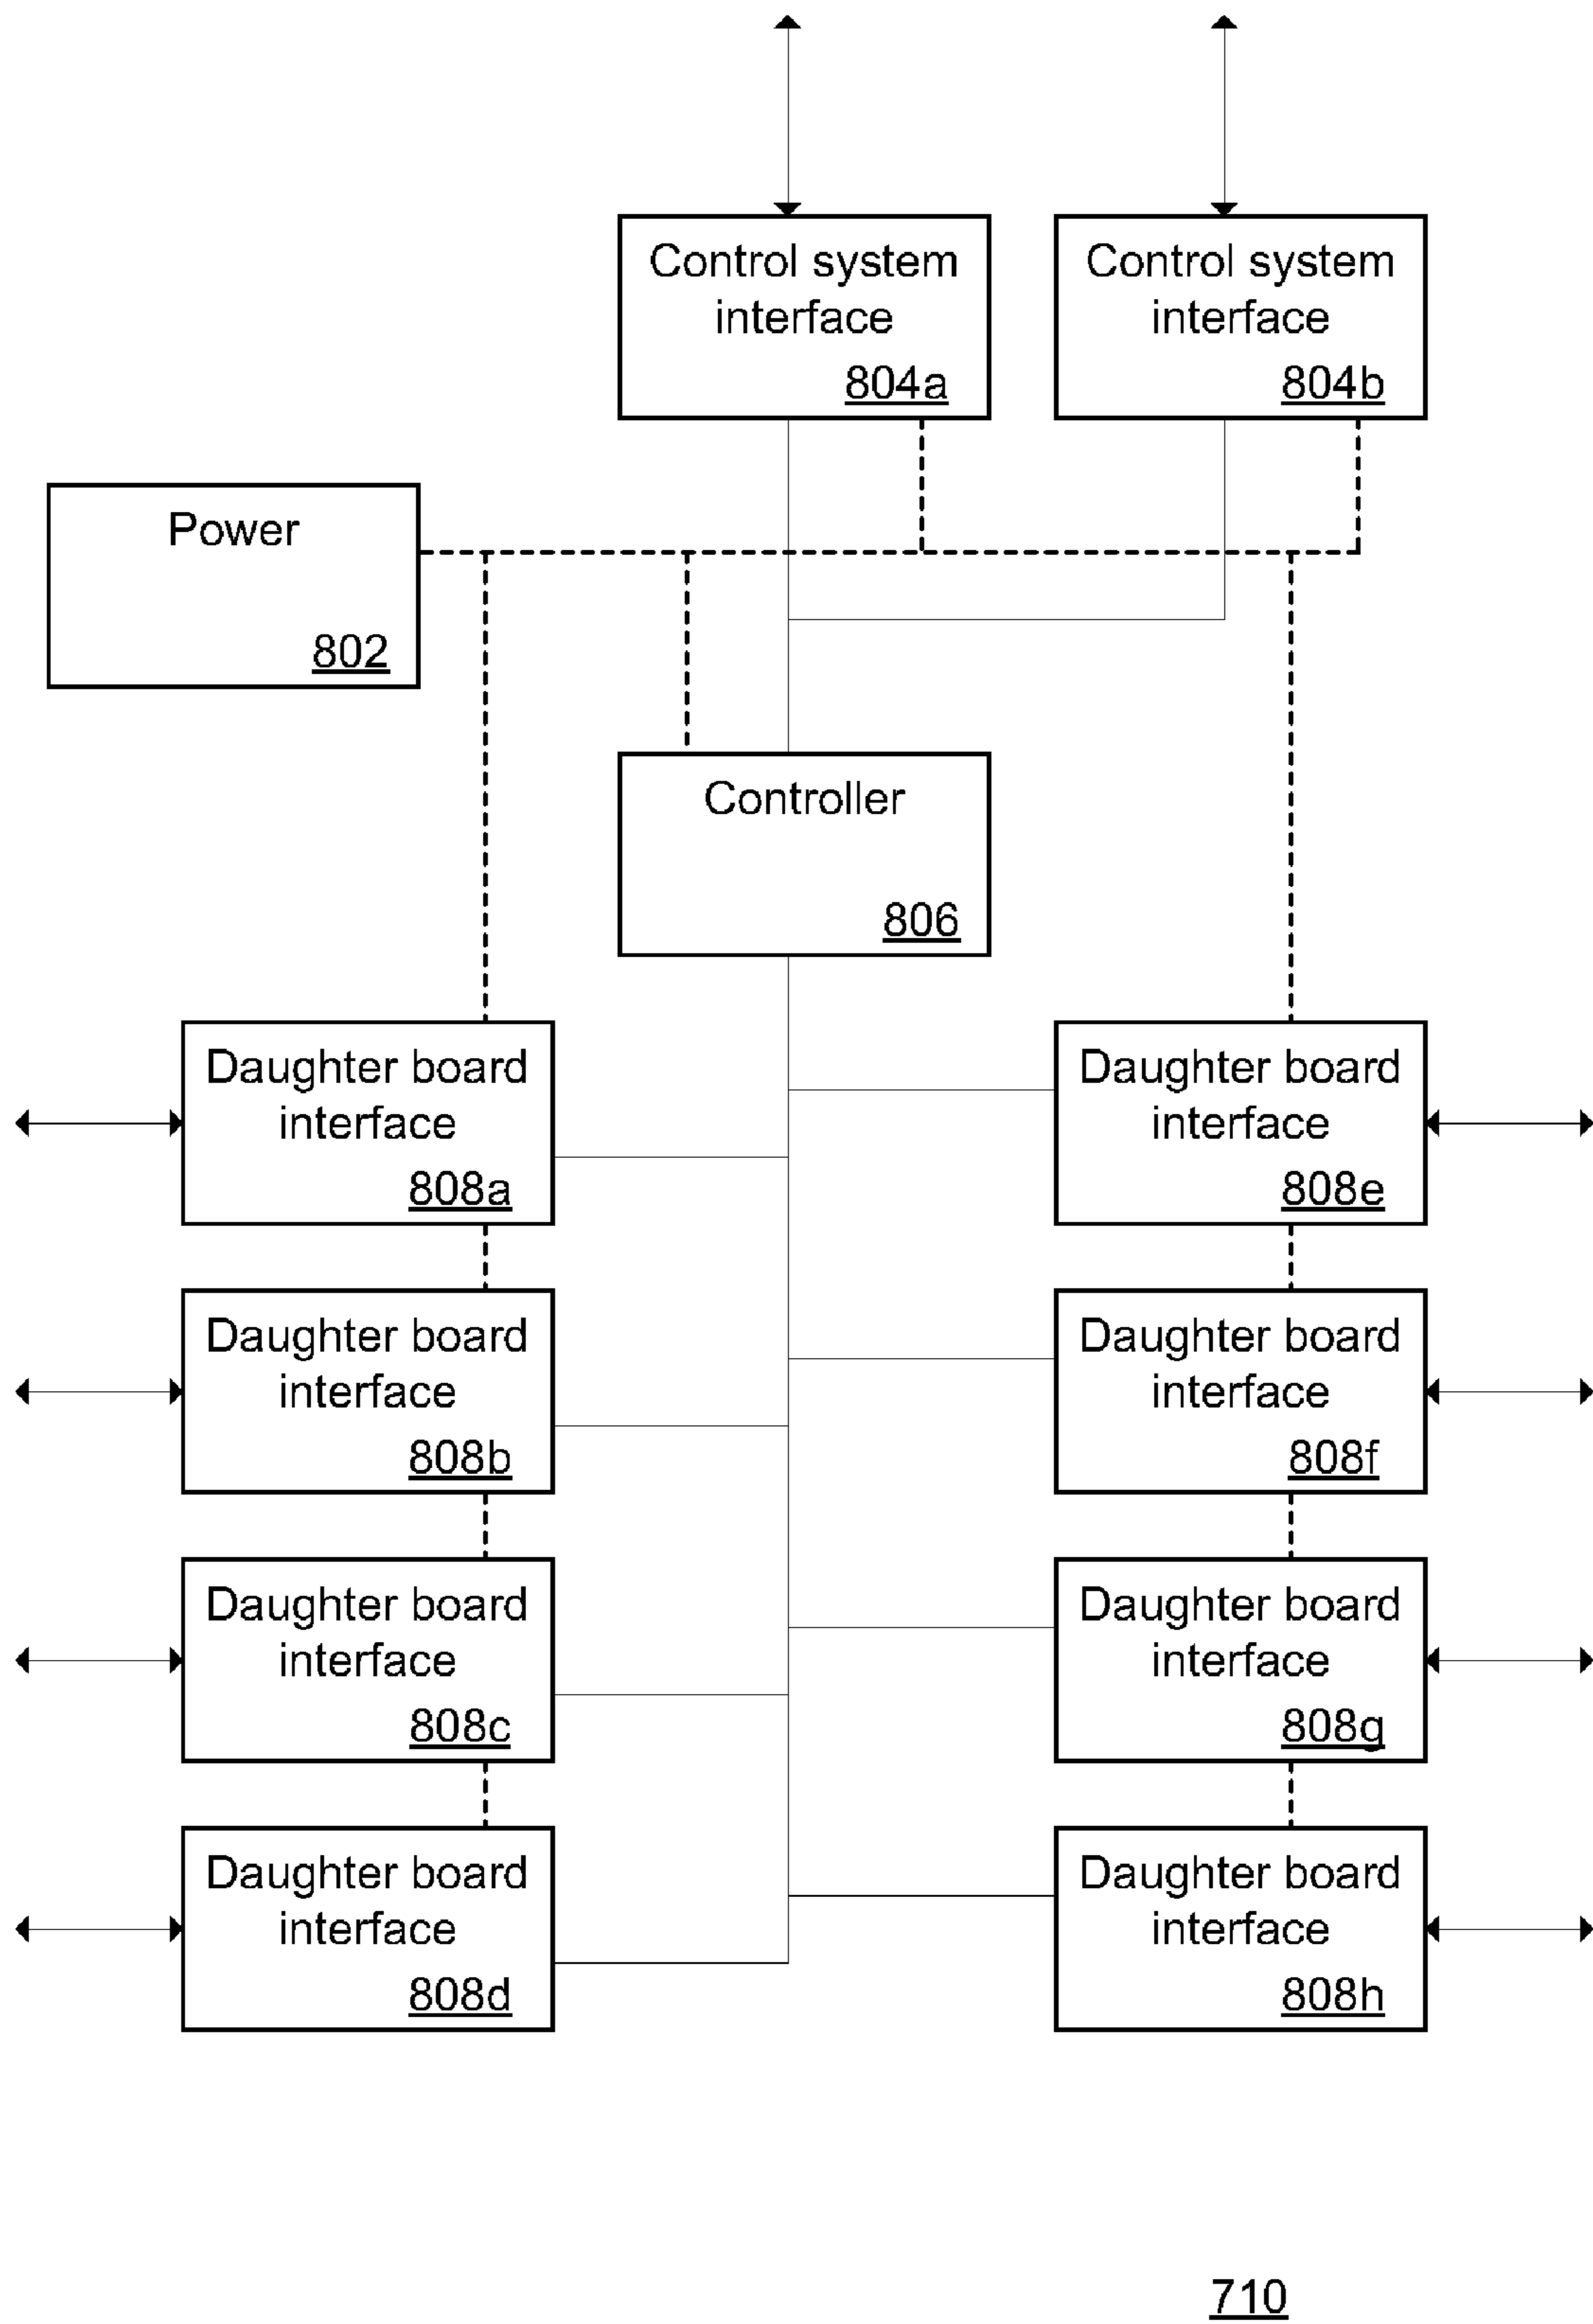 Control system
interface
804a
Control system
interface
804b
Power
802
Controller
806
Daughter board
interface
808a
Daughter board
interface
808e
Daughter board
interface
808b
Daughter board
interface
808f
Daughter board
interface
808c
Daughter board
interface
808g
Daughter board
interface
808d
Daughter board
interface
808h
710